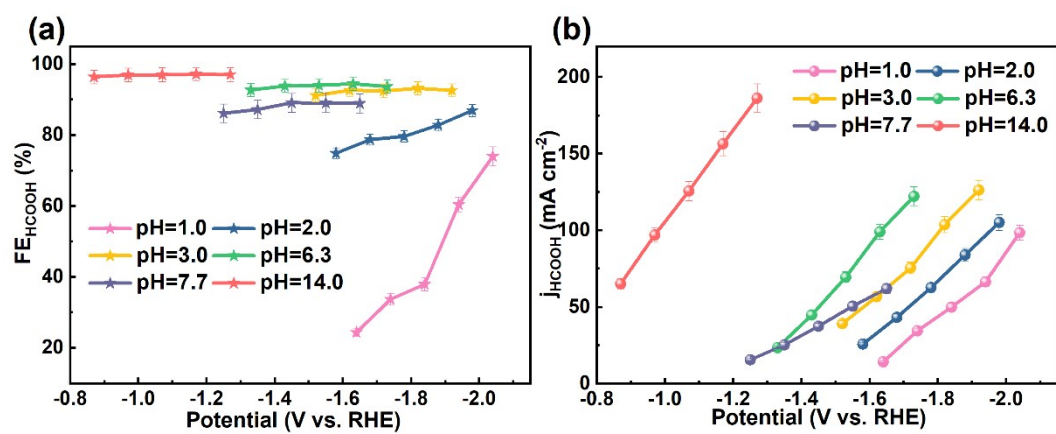 (a)
FE_HCOOH (%)
100
80
60
40
20
pH=1.0 pH=2.0
pH=3.0 pH=6.3
pH=7.7 pH=14.0
-0.8 -1.0 -1.2 -1.4 -1.6 -1.8 -2.0
Potential (V vs. RHE)
(b)
j_HCOOH (mA cm⁻²)
200
150
100
50
0
pH=1.0 pH=2.0
pH=3.0 pH=6.3
pH=7.7 pH=14.0
-0.8 -1.0 -1.2 -1.4 -1.6 -1.8 -2.0
Potential (V vs. RHE)